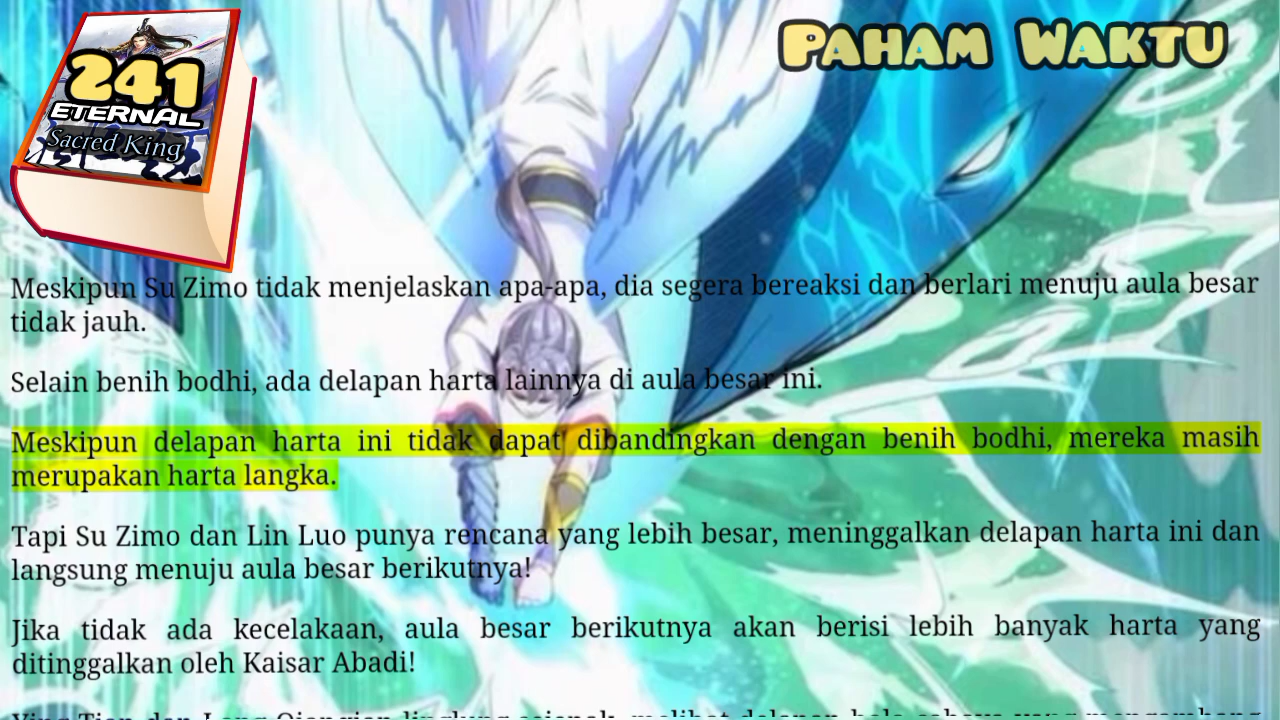 PAHAM WAKTU
241
ETERNAL
Sacred King
Meskipun Su Zimo tidak menjelaskan apa-apa, dia segera bereaksi dan berlari menuju aula besar
tidak jauh.
Selain benih bodhi, ada delapan harta lainnya di aula besar ini.
Meskipun delapan harta ini tidak dapat dibandingkan dengan benih bodhi, mereka masih
merupakan harta langka.
Tapi Su Zimo dan Lin Luo punya rencana yang lebih besar, meninggalkan delapan harta ini dan
langsung menuju aula besar berikutnya!
Jika tidak ada kecelakaan, aula besar berikutnya akan berisi lebih banyak harta yang
ditinggalkan oleh Kaisar Abadi!